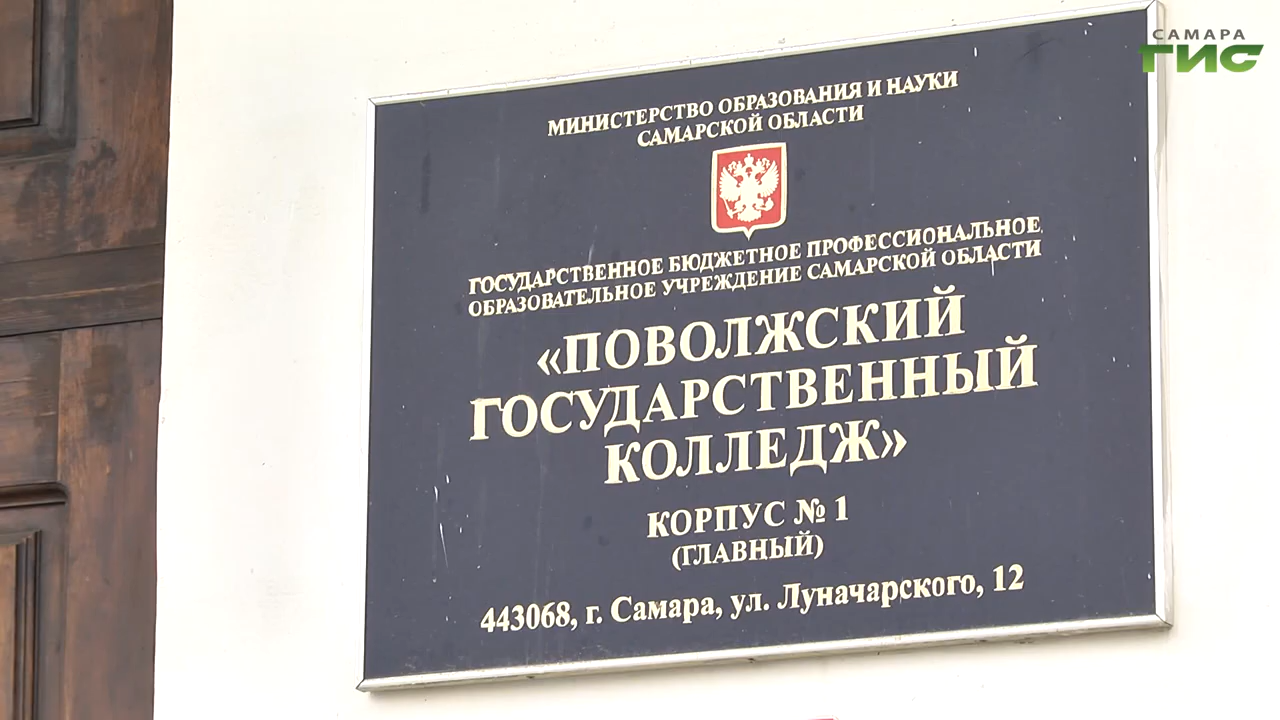 САМАРА
ГИС
МИНИСТЕРСТВО ОБРАЗОВАНИЯ И НАУКИ
САМАРСКОЙ ОБЛАСТИ
ГОСУДАРСТВЕННОЕ БЮДЖЕТНОЕ ПРОФЕССИОНАЛЬНОЕ
ОБРАЗОВАТЕЛЬНОЕ УЧРЕЖДЕНИЕ САМАРСКОЙ ОБЛАСТИ
«ПОВОЛЖСКИЙ
ГОСУДАРСТВЕННЫЙ
КОЛЛЕДЖ»
КОРПУС № 1
(ГЛАВНЫЙ)
443068, г. Самара, ул. Луначарского, 12